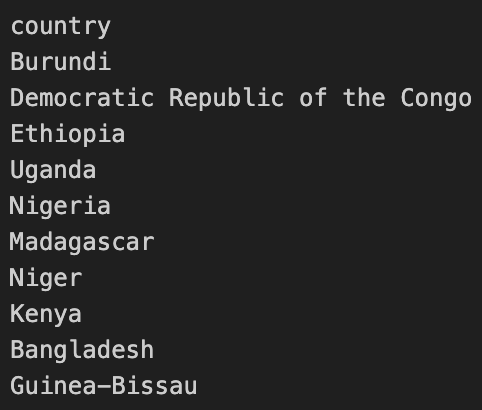 country
Burundi
Democratic Republic of the Congo
Ethiopia
Uganda
Nigeria
Madagascar
Niger
Kenya
Bangladesh
Guinea-Bissau